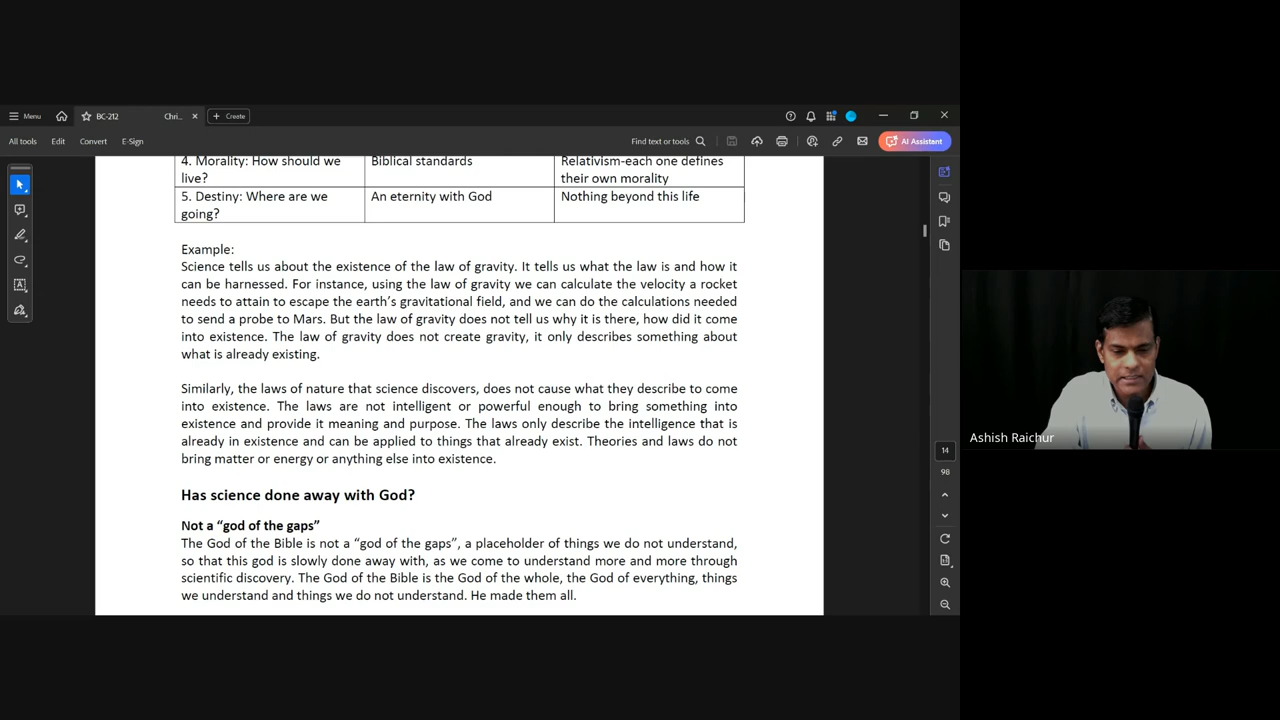 Menu
BC-212
Chri...
Create
All tools
Edit
Convert
E-Sign
Find text or tools
AI Assistant
4. Morality: How should we
live?
Biblical standards
Relativism-each one defines
their own morality
5. Destiny: Where are we
going?
An eternity with God
Nothing beyond this life
Example:
Science tells us about the existence of the law of gravity. It tells us what the law is and how it
can be harnessed. For instance, using the law of gravity we can calculate the velocity a rocket
needs to attain to escape the earth's gravitational field, and we can do the calculations needed
to send a probe to Mars. But the law of gravity does not tell us why it is there, how did it come
into existence. The law of gravity does not create gravity, it only describes something about
what is already existing.
Similarly, the laws of nature that science discovers, does not cause what they describe to come
into existence. The laws are not intelligent or powerful enough to bring something into
existence and provide it meaning and purpose. The laws only describe the intelligence that is
already in existence and can be applied to things that already exist. Theories and laws do not
bring matter or energy or anything else into existence.
Has science done away with God?
Not a “god of the gaps”
The God of the Bible is not a “god of the gaps”, a placeholder of things we do not understand,
so that this god is slowly done away with, as we come to understand more and more through
scientific discovery. The God of the Bible is the God of the whole, the God of everything, things
we understand and things we do not understand. He made them all.
14
98
Ashish Raichur